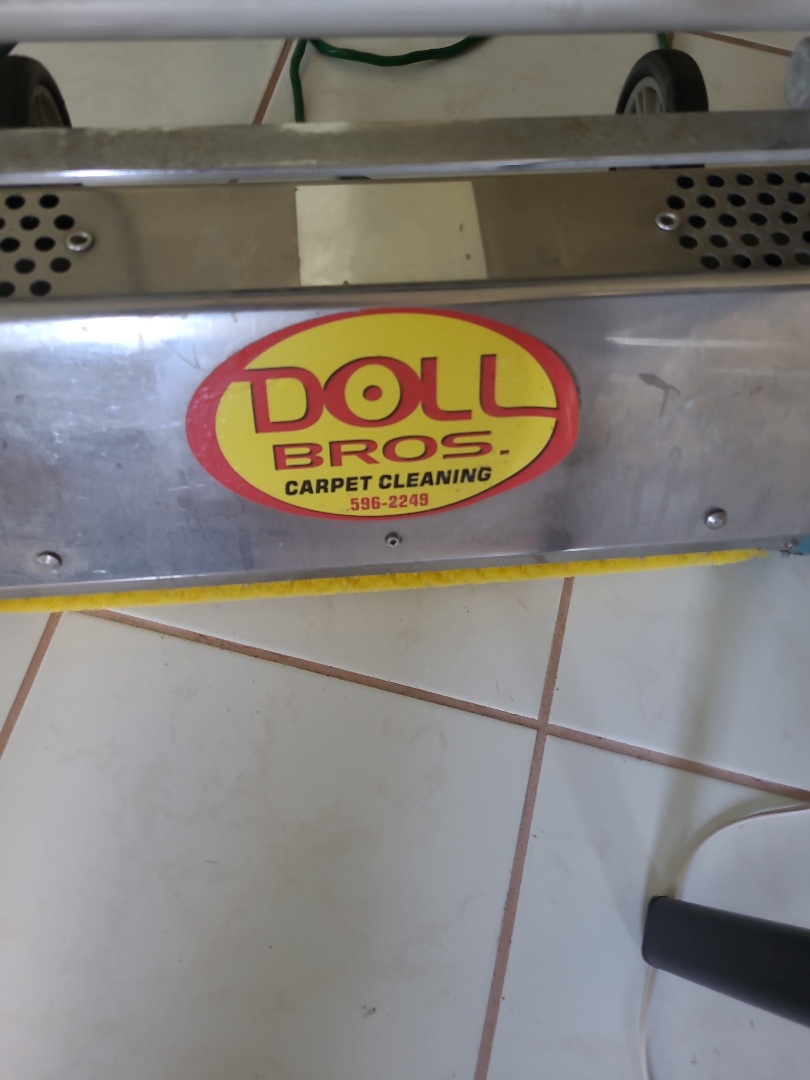 DOLL
BROS.
CARPET CLEANING
596-2249